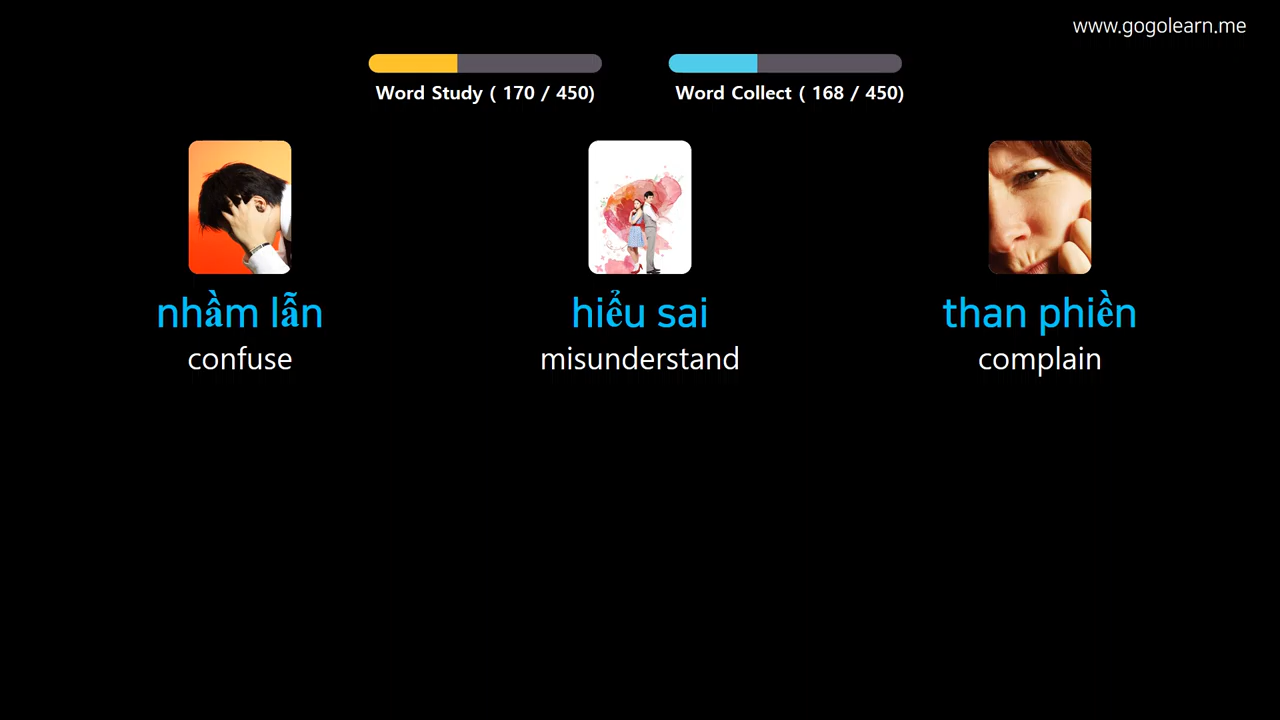 www.gogolearn.me
Word Study ( 170 / 450)
Word Collect ( 168 / 450)
nhầm lẫn
confuse
hiểu sai
misunderstand
than phiền
complain